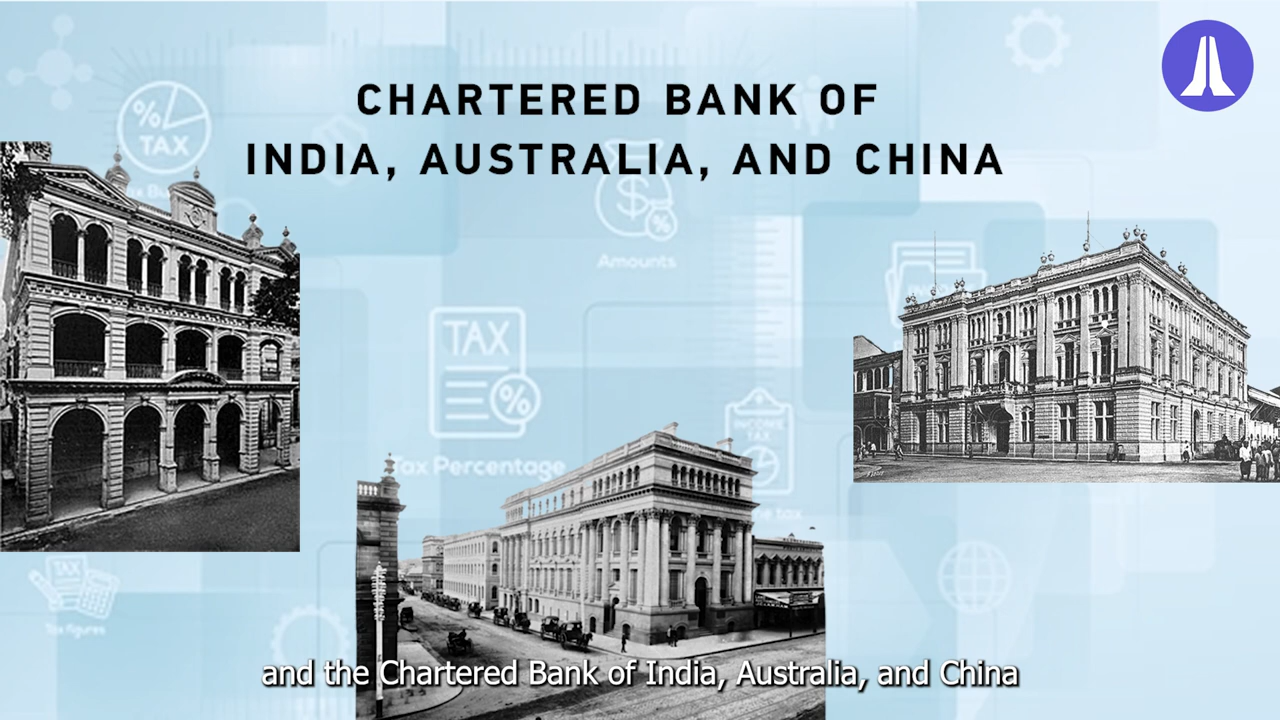 CHARTERED BANK OF
INDIA, AUSTRALIA, AND CHINA
% TAX
Amounts
TAX
%
Tax Percentage
INCOME
TAX
TAX
Tax figures
and the Chartered Bank of India, Australia, and China